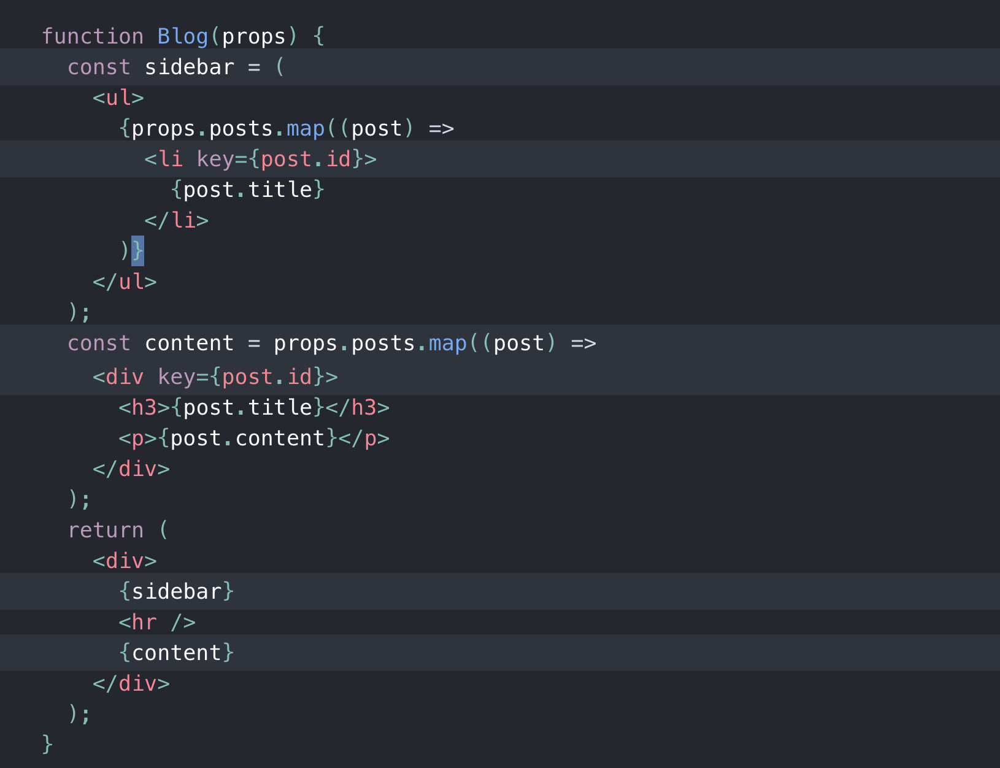 function Blog(props) {
  const sidebar = (
    <ul>
      {props.posts.map((post) =>
        <li key={post.id}>
          {post.title}
        </li>
      )}
    </ul>
  );
  const content = props.posts.map((post) =>
    <div key={post.id}>
      <h3>{post.title}</h3>
      <p>{post.content}</p>
    </div>
  );
  return (
    <div>
      {sidebar}
      <hr />
      {content}
    </div>
  );
}